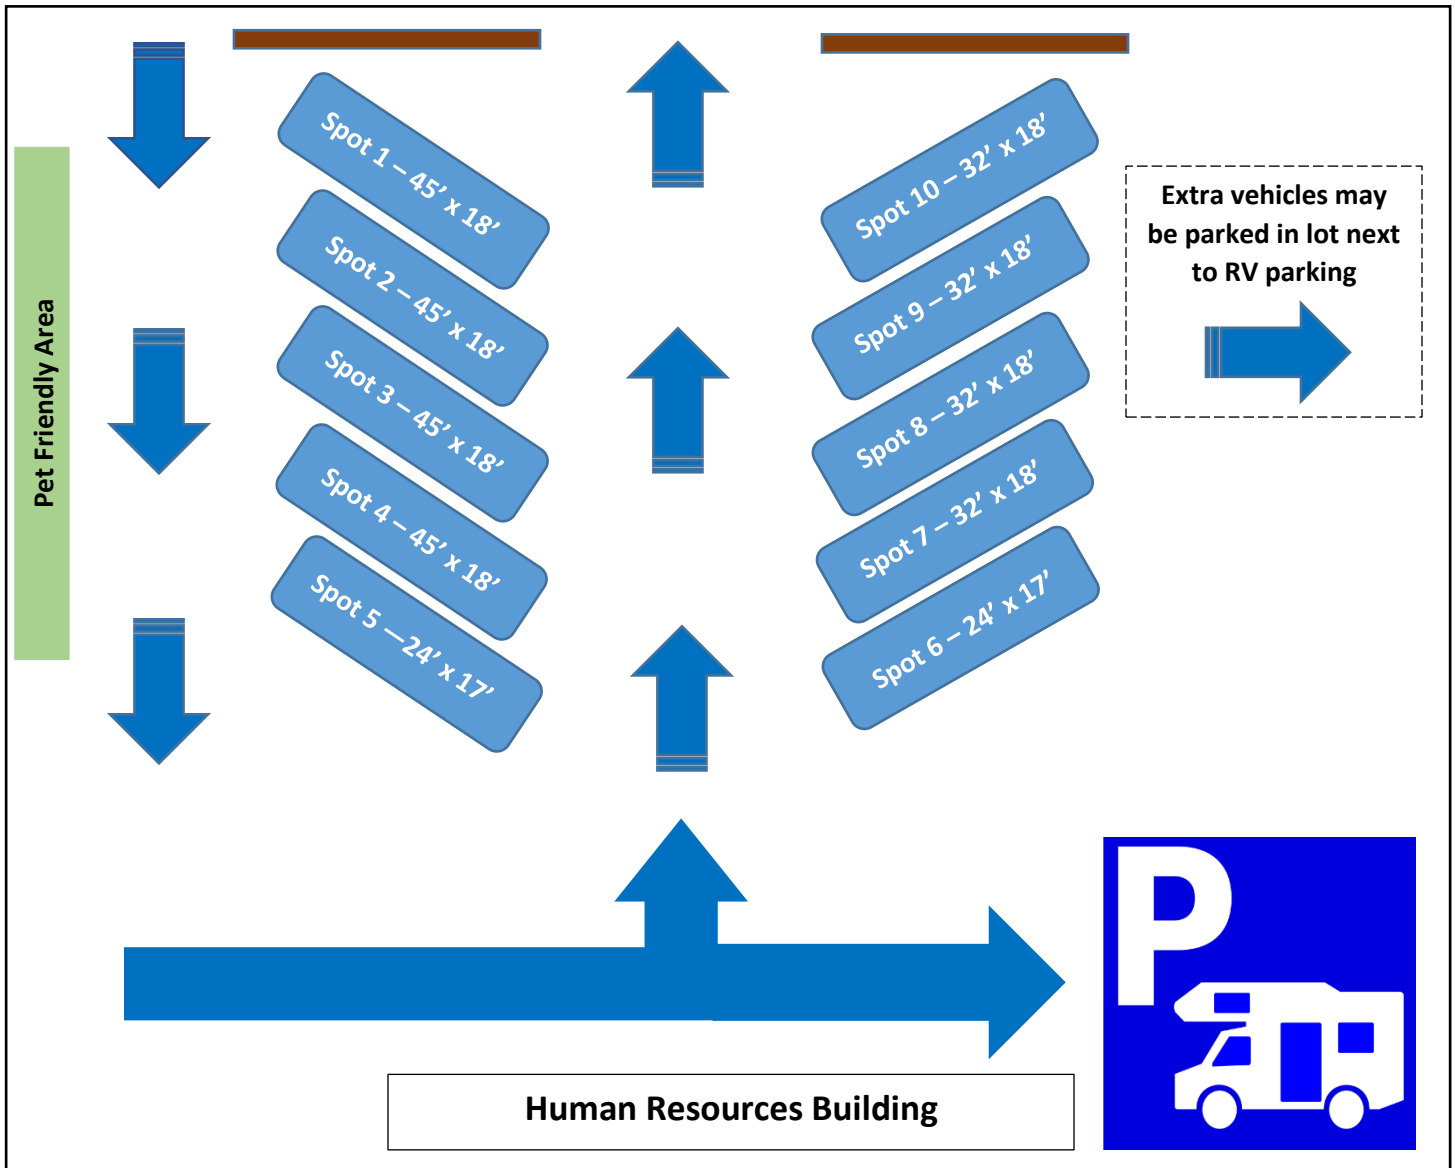 Spot 1 – 45’ x 18’
Spot 2 – 45’ x 18’
Spot 3 – 45’ x 18’
Spot 4 – 45’ x 18’
Spot 5 —24’ x 17’
Spot 10 – 32’ x 18’
Spot 9 – 32’ x 18’
Spot 8 – 32’ x 18’
Spot 7 – 32’ x 18’
Spot 6 – 24’ x 17’
Pet Friendly Area
Extra vehicles may
be parked in lot next
to RV parking
P
Human Resources Building